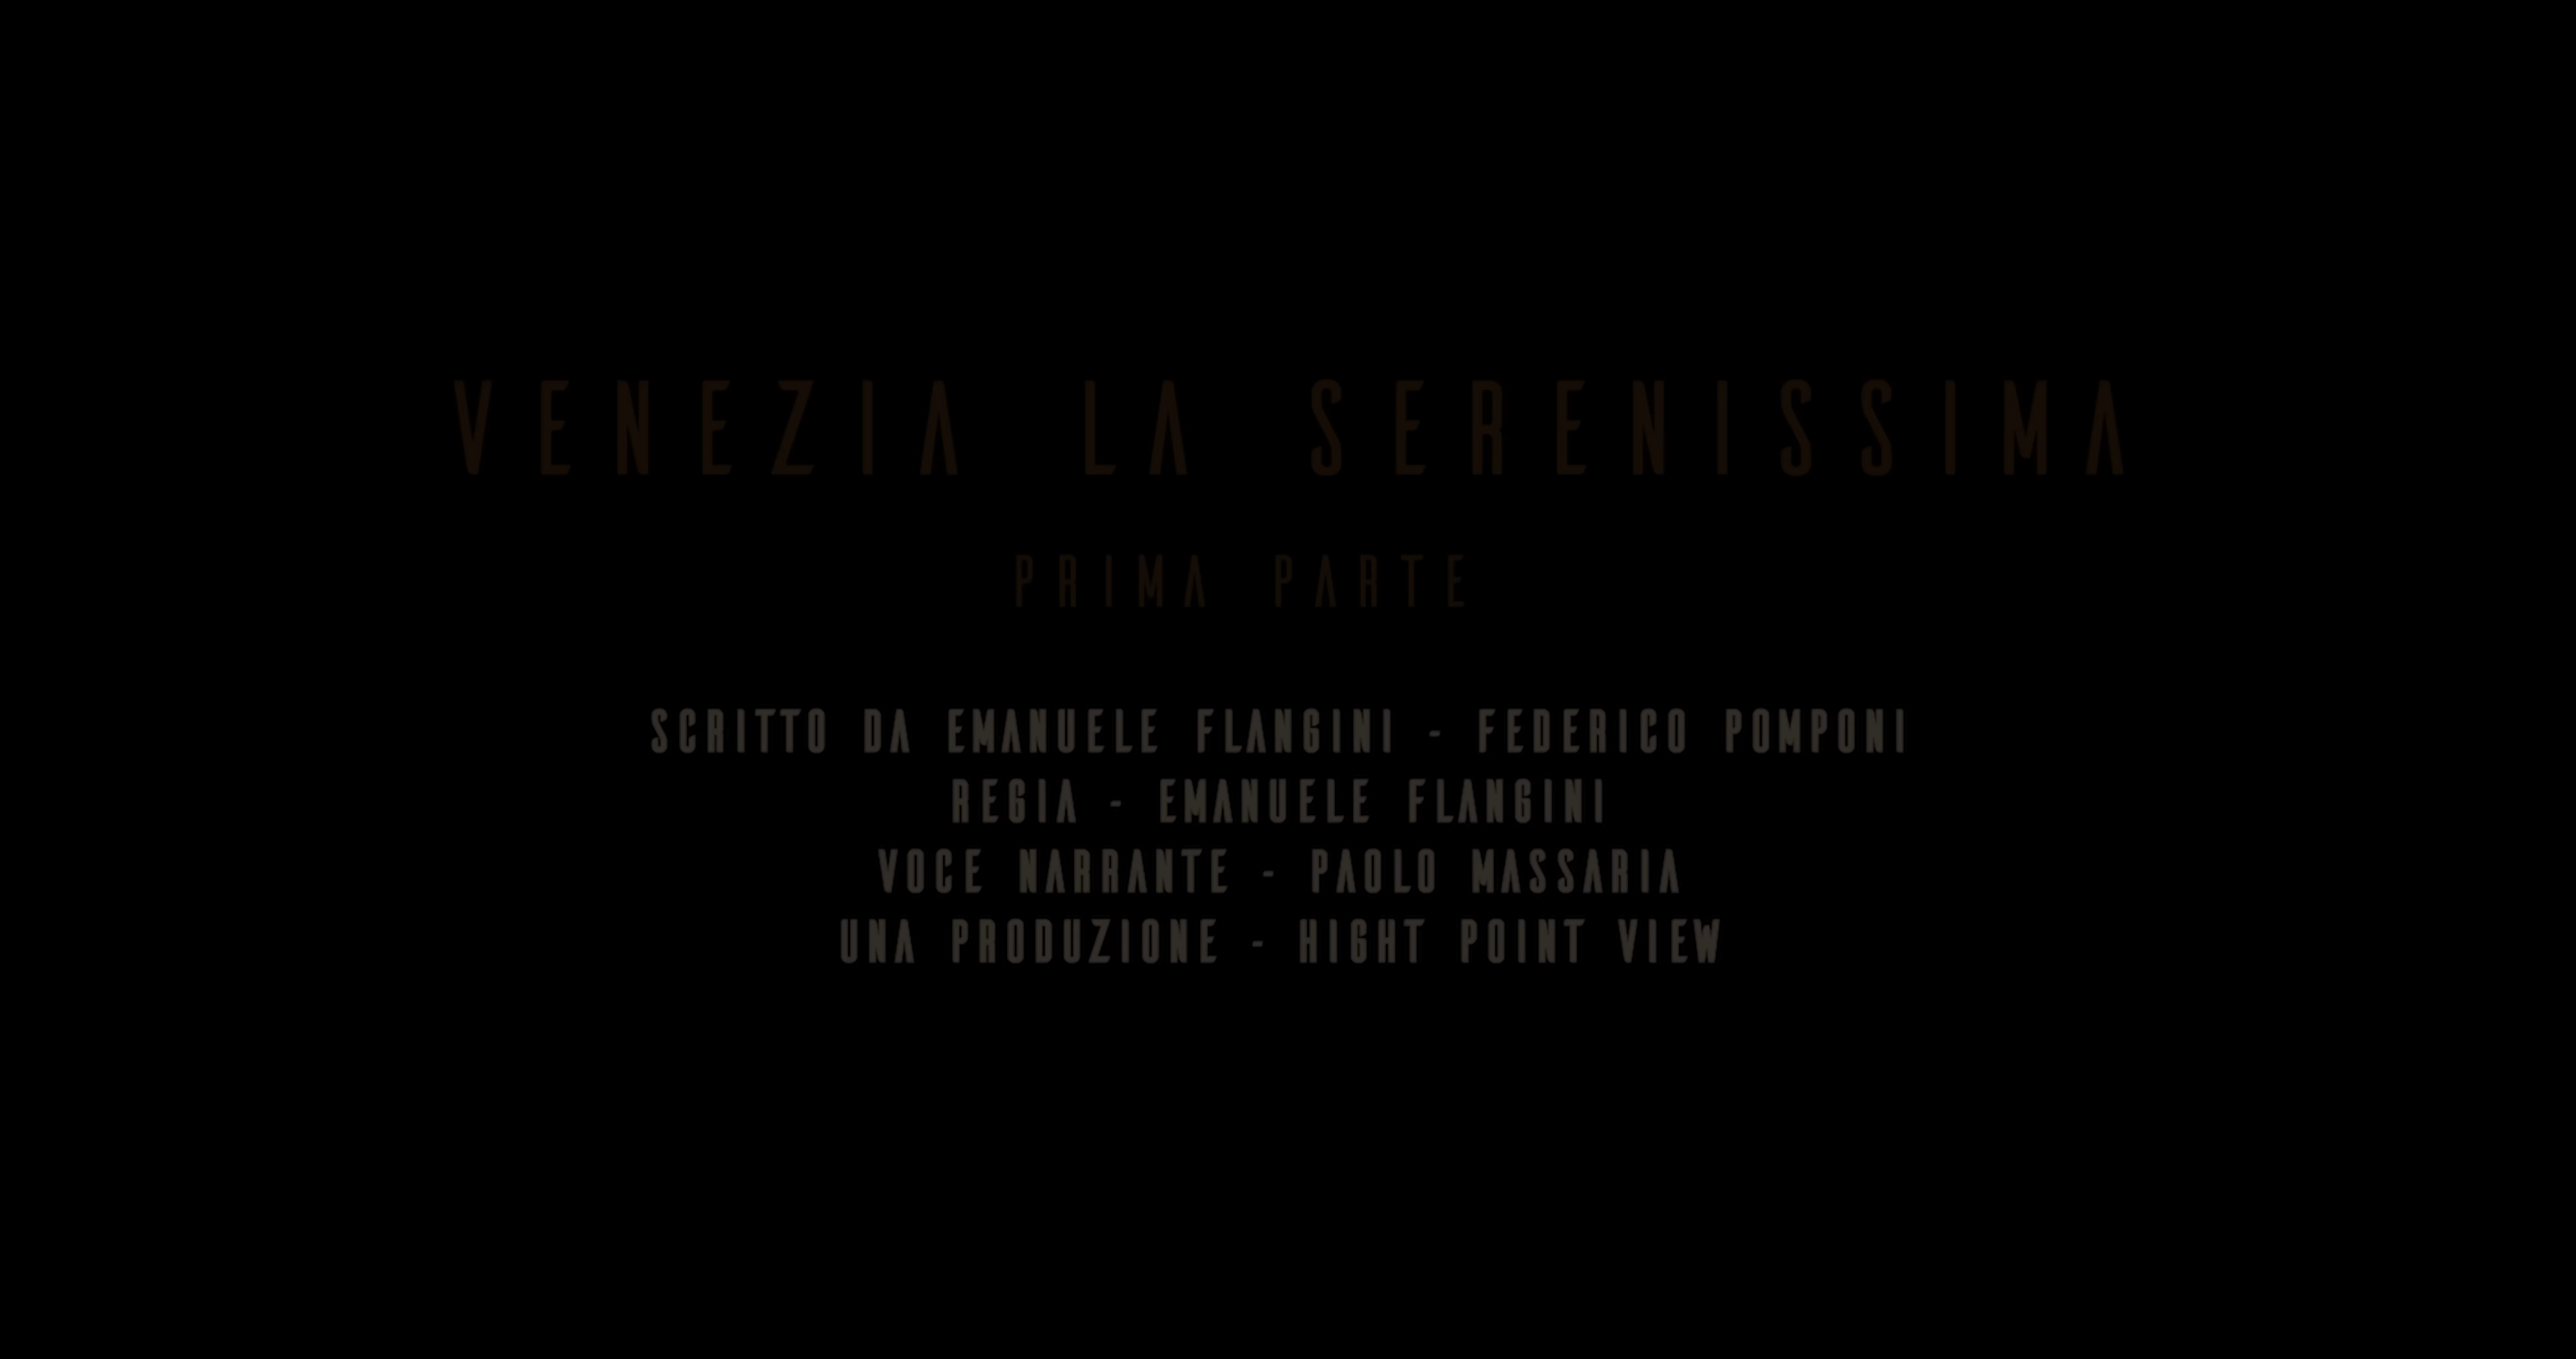 VENEZIA LA SERENISSIMA
PRIMA PARTE
SCRITTO DA EMANUELE FLANGINI - FEDERICO POMPONI
REGIA - EMANUELE FLANGINI
VOCE NARRANTE - PAOLO MASSARIA
UNA PRODUZIONE - HIGHT POINT VIEW